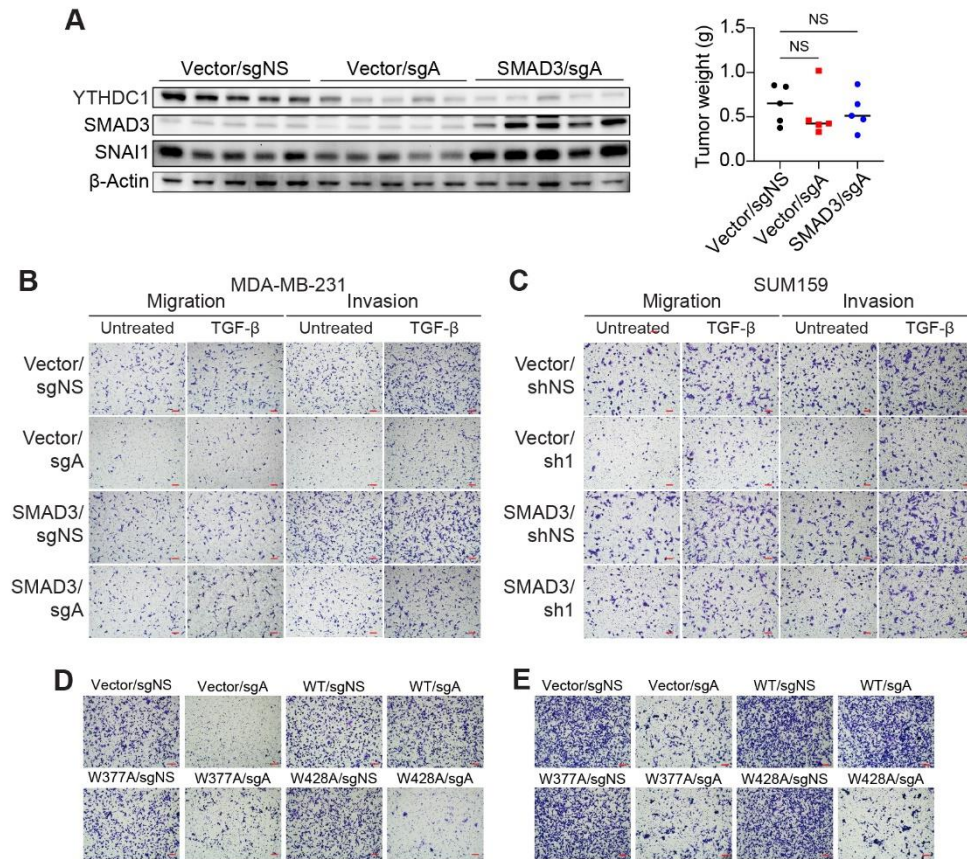 A
Vector/sgNS Vector/sgA SMAD3/sgA
YTHDC1
SMAD3
SNAI1
β-Actin
Tumor weight (g)
NS
NS
1.5
1.0
0.5
0.0
Vector/sgNS
Vector/sgA
SMAD3/sgA
B
MDA-MB-231
Migration Invasion
Untreated TGF-β Untreated TGF-β
Vector/
sgNS
Vector/
sgA
SMAD3/
sgNS
SMAD3/
sgA
C
SUM159
Migration Invasion
Untreated TGF-β Untreated TGF-β
Vector/
shNS
Vector/
sh1
SMAD3/
shNS
SMAD3/
sh1
D
Vector/sgNS Vector/sgA WT/sgNS WT/sgA
W377A/sgNS W377A/sgA W428A/sgNS W428A/sgA
E
Vector/sgNS Vector/sgA WT/sgNS WT/sgA
W377A/sgNS W377A/sgA W428A/sgNS W428A/sgA